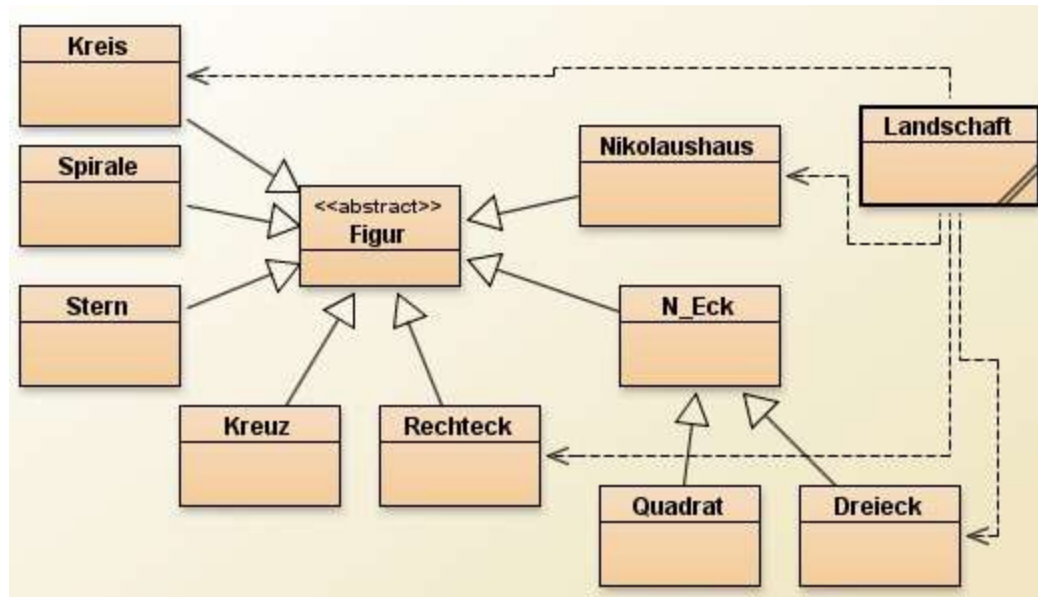 Kreis
Landschaft
Nikolaushaus
Spirale
<<abstract>>
Figur
Stern
N_Eck
Kreuz
Rechteck
Quadrat
Dreieck